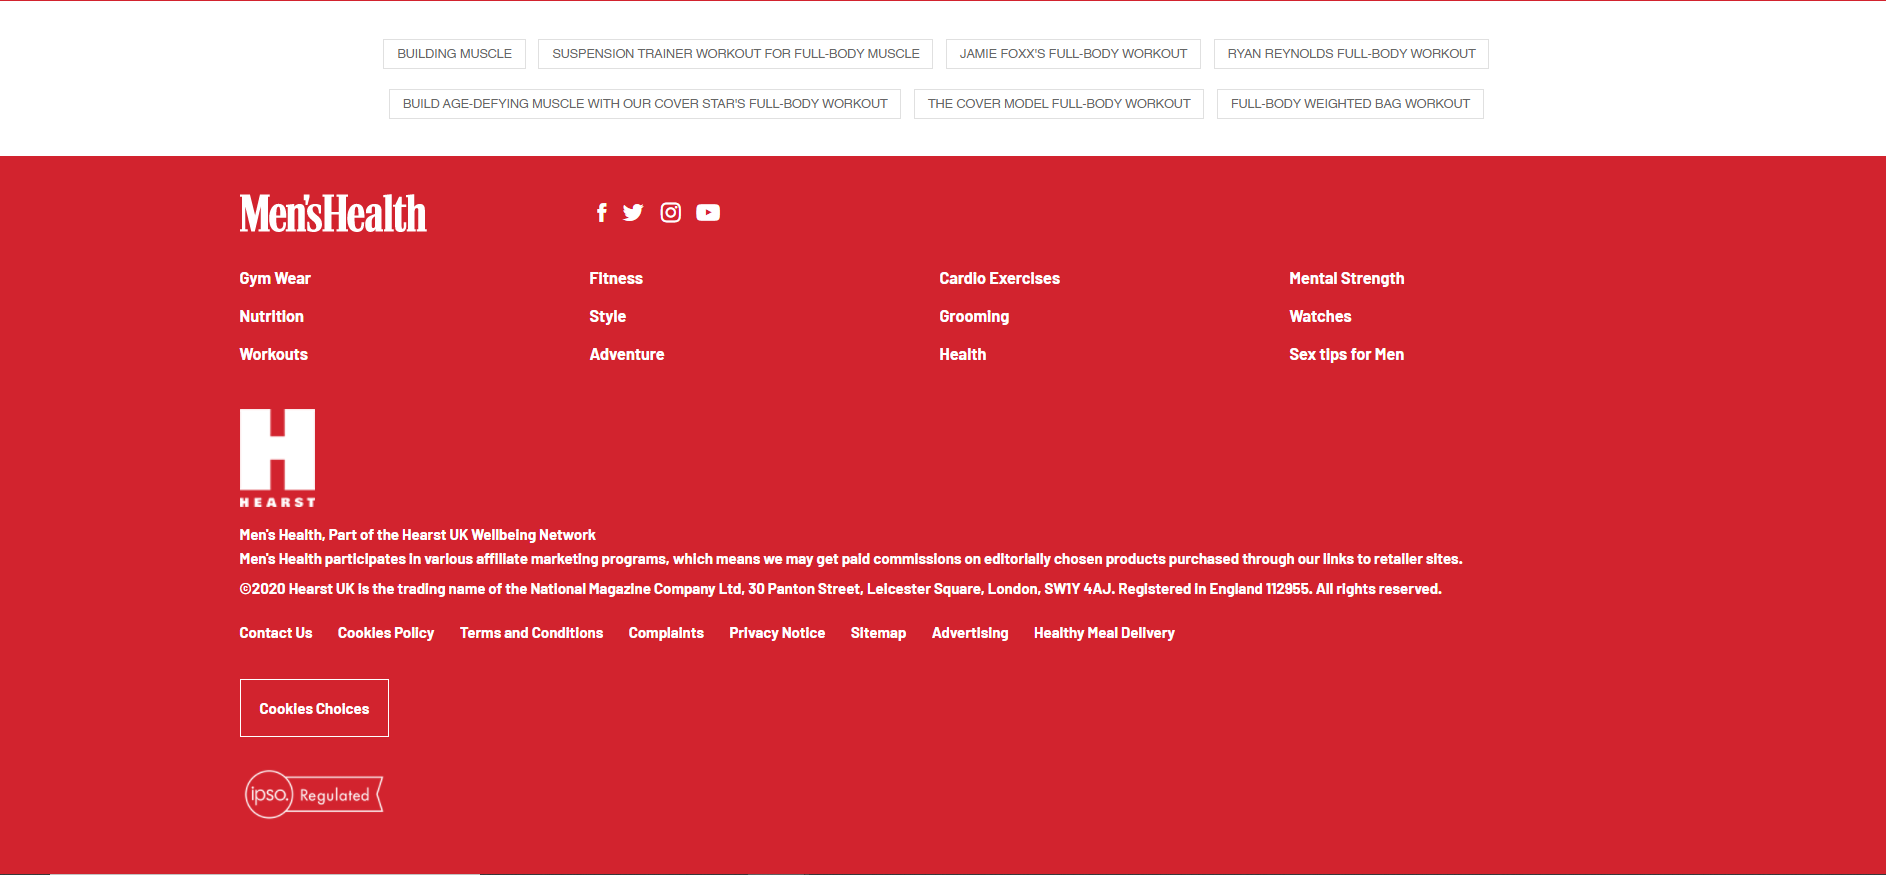 BUILDING MUSCLE SUSPENSION TRAINER WORKOUT FOR FULL-BODY MUSCLE JAMIE FOXX'S FULL-BODY WORKOUT RYAN REYNOLDS FULL-BODY WORKOUT
BUILD AGE-DEFYING MUSCLE WITH OUR COVER STAR'S FULL-BODY WORKOUT THE COVER MODEL FULL-BODY WORKOUT FULL-BODY WEIGHTED BAG WORKOUT
Men'sHealth
Gym Wear Fitness Cardio Exercises Mental Strength
Nutrition Style Grooming Watches
Workouts Adventure Health Sex tips for Men
H
HEARST
Men's Health, Part of the Hearst UK Wellbeing Network
Men's Health participates in various affiliate marketing programs, which means we may get paid commissions on editorially chosen products purchased through our links to retailer sites.
©2020 Hearst UK is the trading name of the National Magazine Company Ltd, 30 Panton Street, Leicester Square, London, SW1Y 4AJ. Registered in England 112955. All rights reserved.
Contact Us Cookies Policy Terms and Conditions Complaints Privacy Notice Sitemap Advertising Healthy Meal Delivery
Cookies Choices
ipso. Regulated